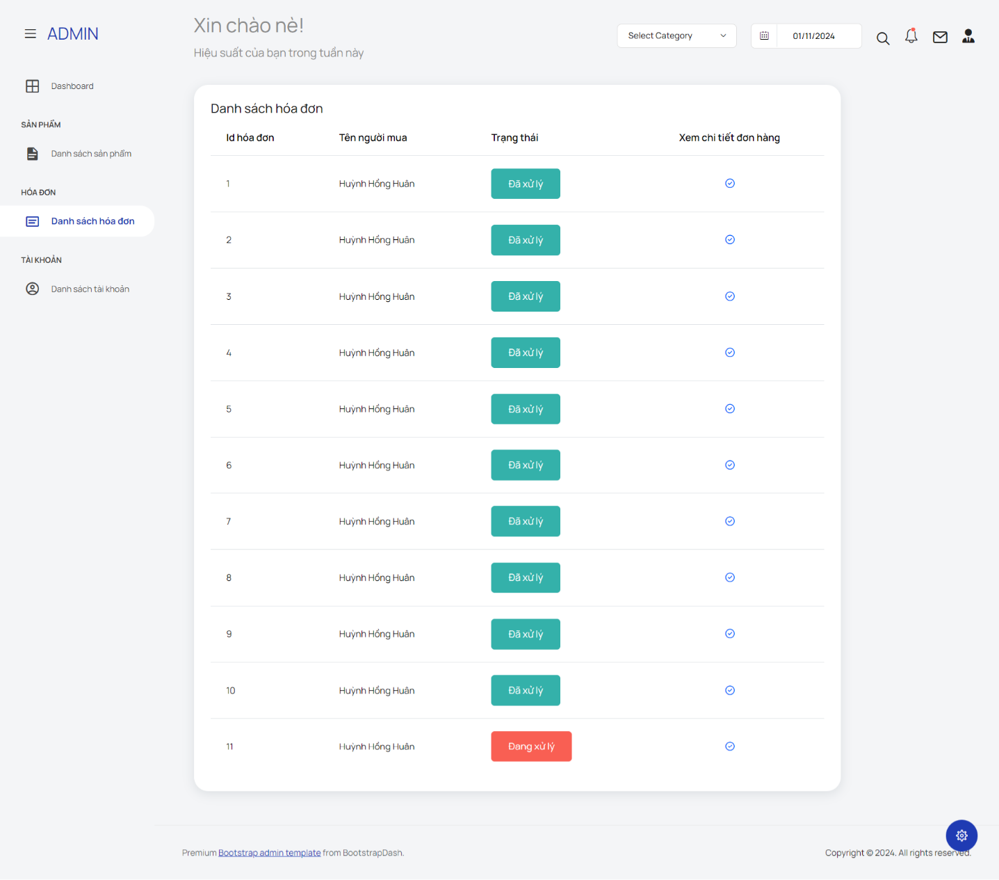 ADMIN
Dashboard
SẢN PHẨM
Danh sách sản phẩm
HÓA ĐƠN
Danh sách hóa đơn
TÀI KHOẢN
Danh sách tài khoản
Xin chào nè!
Hiệu suất của bạn trong tuần này
Select Category
01/11/2024
Danh sách hóa đơn
Id hóa đơn Tên người mua Trạng thái Xem chi tiết đơn hàng
1 Huỳnh Hồng Huân Đã xử lý
2 Huỳnh Hồng Huân Đã xử lý
3 Huỳnh Hồng Huân Đã xử lý
4 Huỳnh Hồng Huân Đã xử lý
5 Huỳnh Hồng Huân Đã xử lý
6 Huỳnh Hồng Huân Đã xử lý
7 Huỳnh Hồng Huân Đã xử lý
8 Huỳnh Hồng Huân Đã xử lý
9 Huỳnh Hồng Huân Đã xử lý
10 Huỳnh Hồng Huân Đã xử lý
11 Huỳnh Hồng Huân Đang xử lý
Premium Bootstrap admin template from BootstrapDash.
Copyright © 2024. All rights reserved.